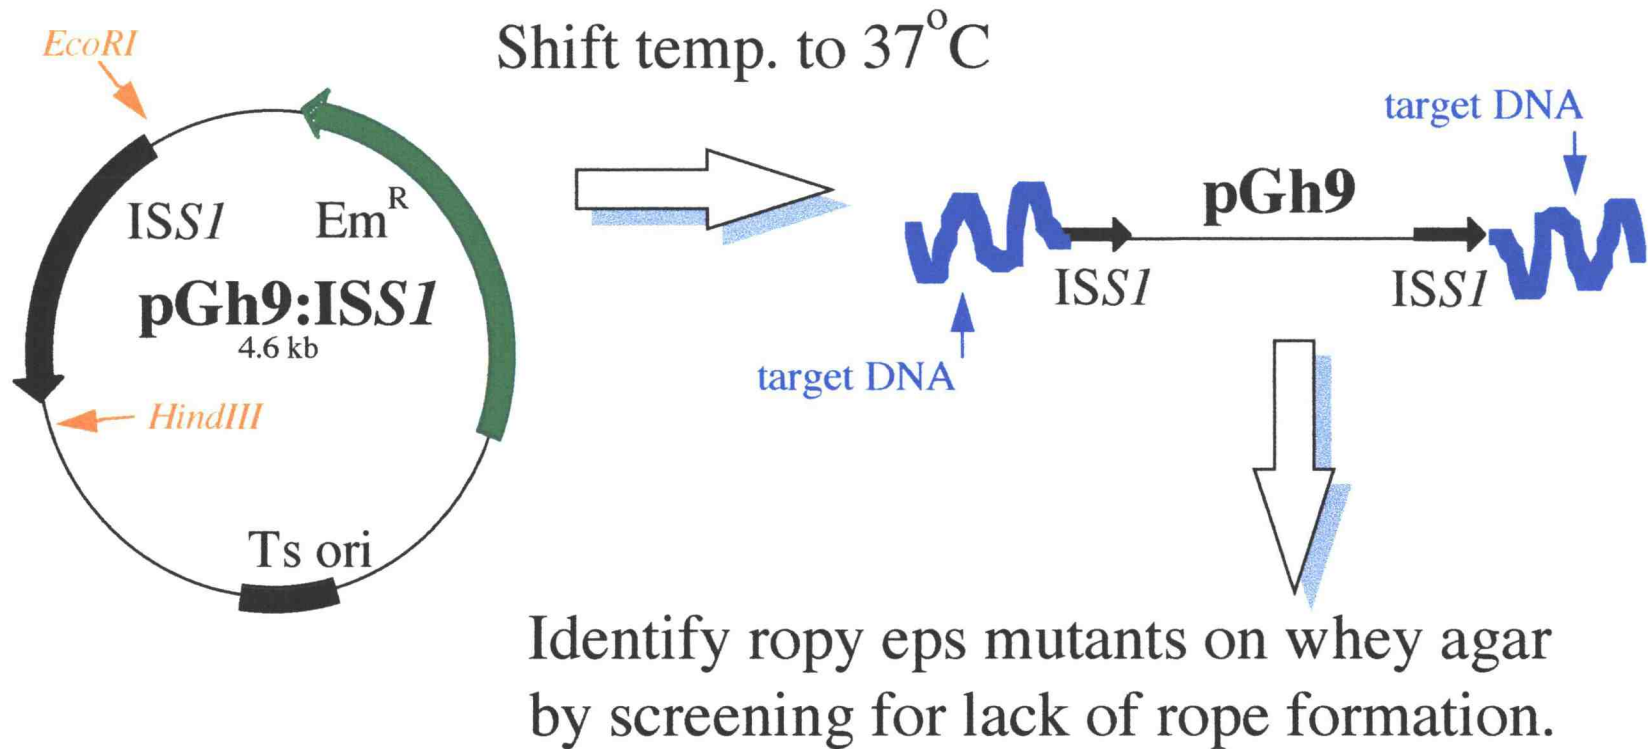 EcoRI
Shift temp. to 37°C
target DNA
ISS1
Em^R
pGh9:ISS1
4.6 kb
HindIII
Ts ori
pGh9
ISS1
ISS1
target DNA
Identify ropy eps mutants on whey agar
by screening for lack of rope formation.